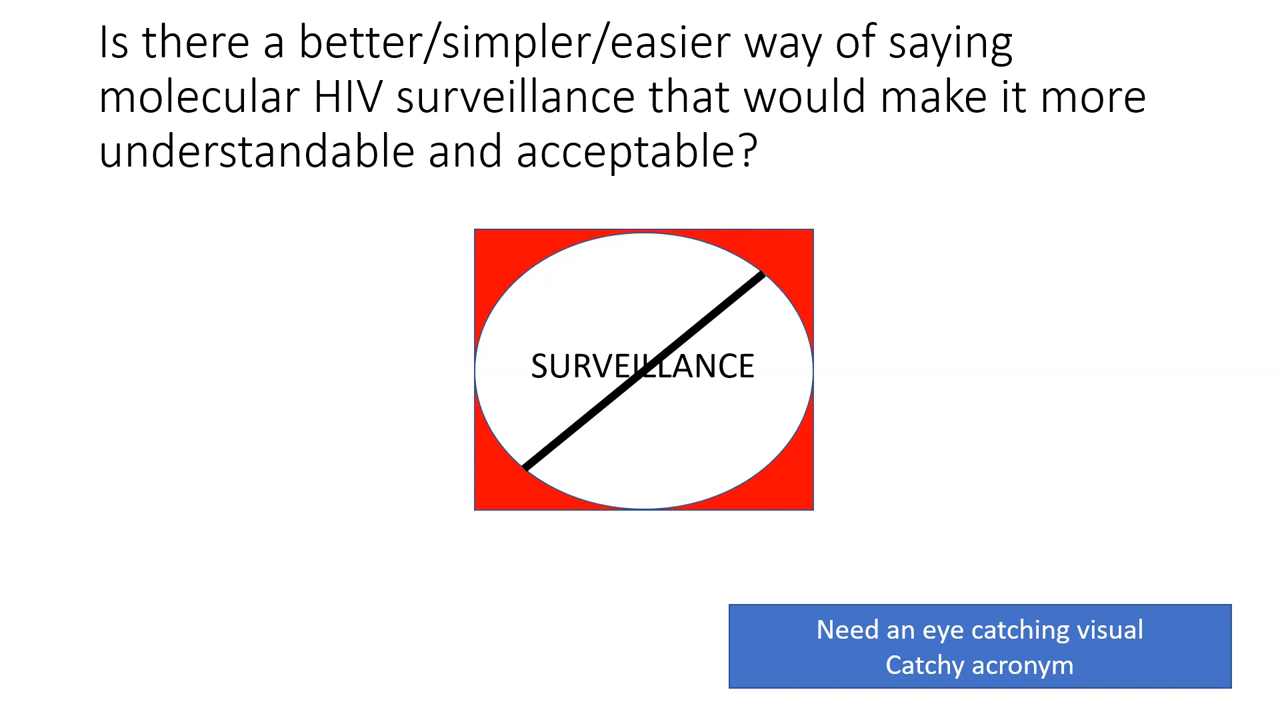 Is there a better/simpler/easier way of saying
molecular HIV surveillance that would make it more
understandable and acceptable?
SURVEILLANCE
Need an eye catching visual
Catchy acronym